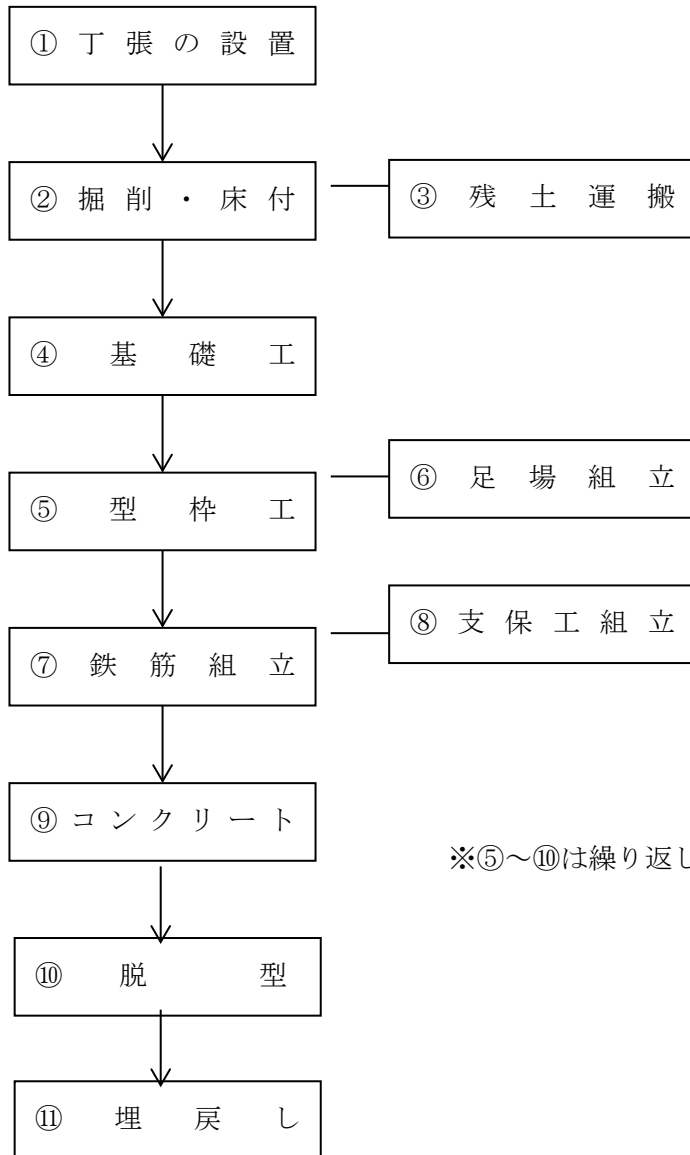 ① 丁張の設置
② 掘削・床付
③ 残土運搬
④ 基礎工
⑤ 型枠工
⑥ 足場組立
⑦ 鉄筋組立
⑧ 支保工組立
⑨ コンクリート
※⑤～⑩は繰り返し
⑩ 脱型
⑪ 埋戻し